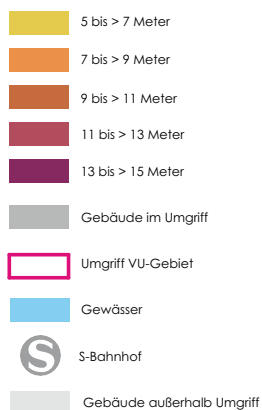 5 bis > 7 Meter
7 bis > 9 Meter
9 bis > 11 Meter
11 bis > 13 Meter
13 bis > 15 Meter
Gebäude im Umgriff
Umgriff VU-Gebiet
Gewässer
S S-Bahnhof
Gebäude außerhalb Umgriff